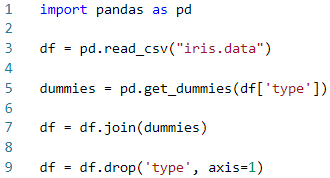 1 import pandas as pd
2
3 df = pd.read_csv("iris.data")
4
5 dummies = pd.get_dummies(df['type'])
6
7 df = df.join(dummies)
8
9 df = df.drop('type', axis=1)